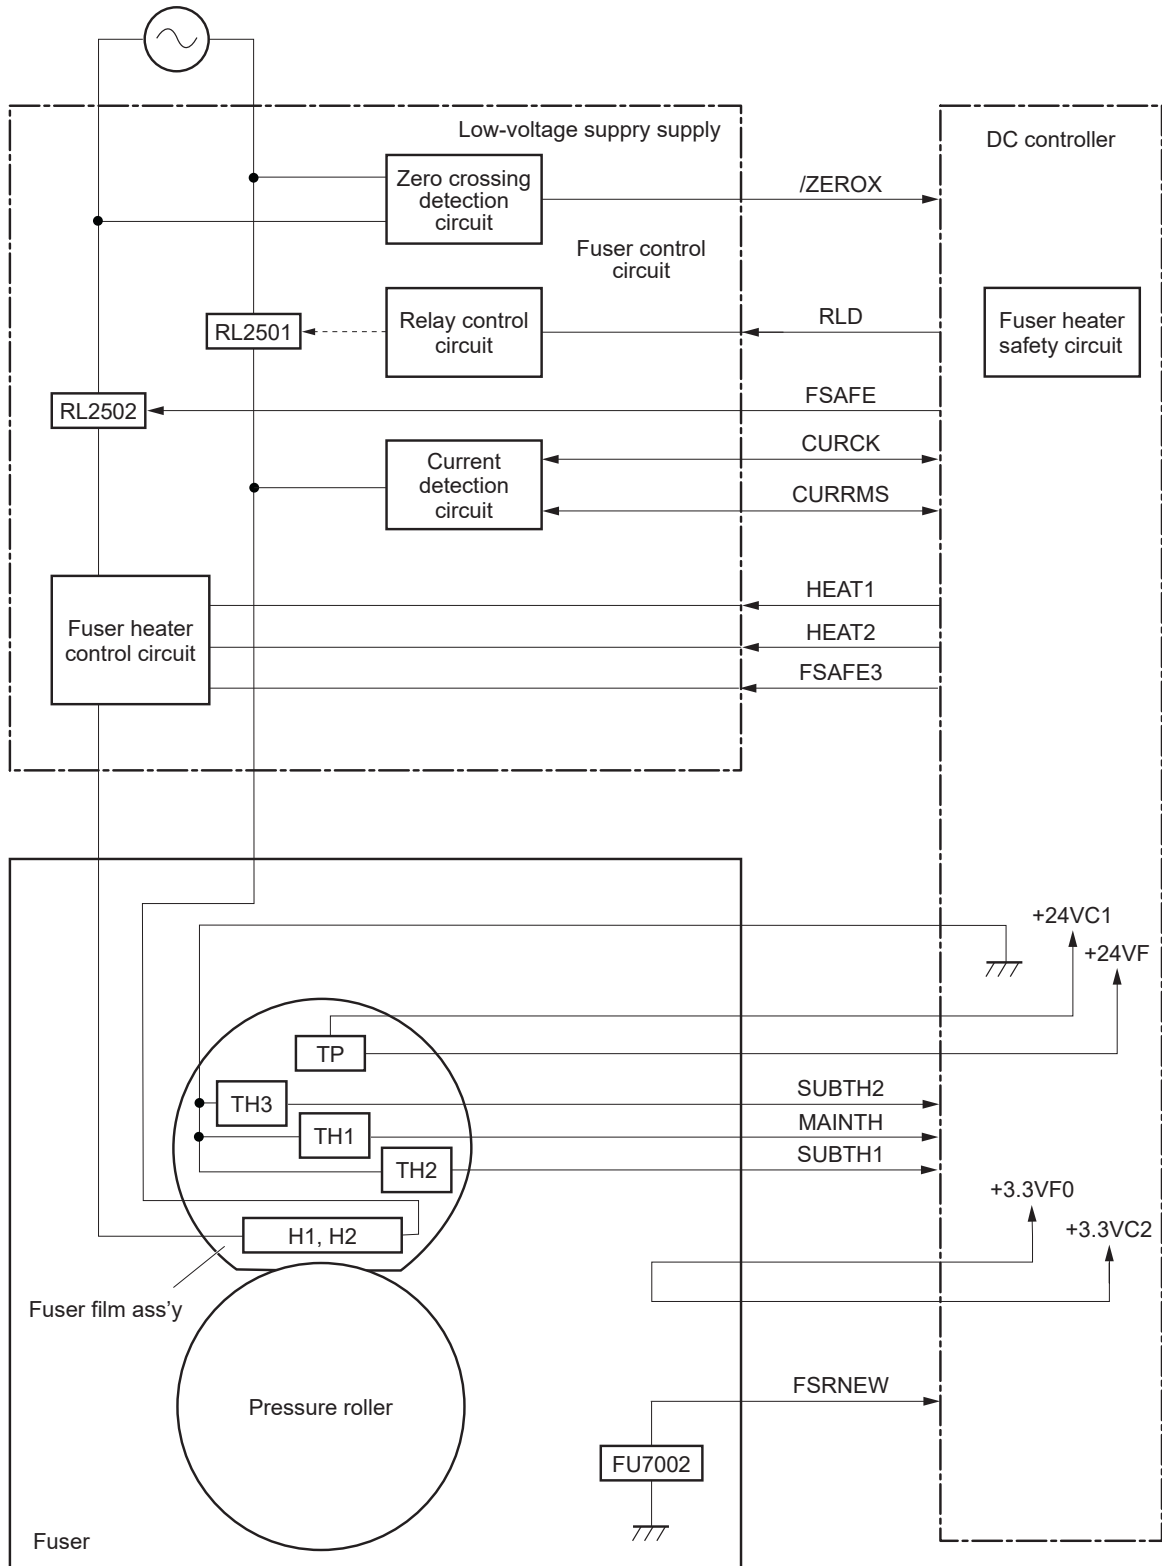 Low-voltage suppry supply
DC controller
Zero crossing
detection
circuit
/ZEROX
Fuser control
circuit
RL2501
Relay control
circuit
RLD
Fuser heater
safety circuit
RL2502
FSAFE
Current
detection
circuit
CURCK
CURRMS
Fuser heater
control circuit
HEAT1
HEAT2
FSAFE3
+24VC1
+24VF
TP
TH3
SUBTH2
TH1
MAINTH
TH2
SUBTH1
+3.3VF0
+3.3VC2
H1, H2
Fuser film ass’y
Pressure roller
FSRNEW
FU7002
Fuser